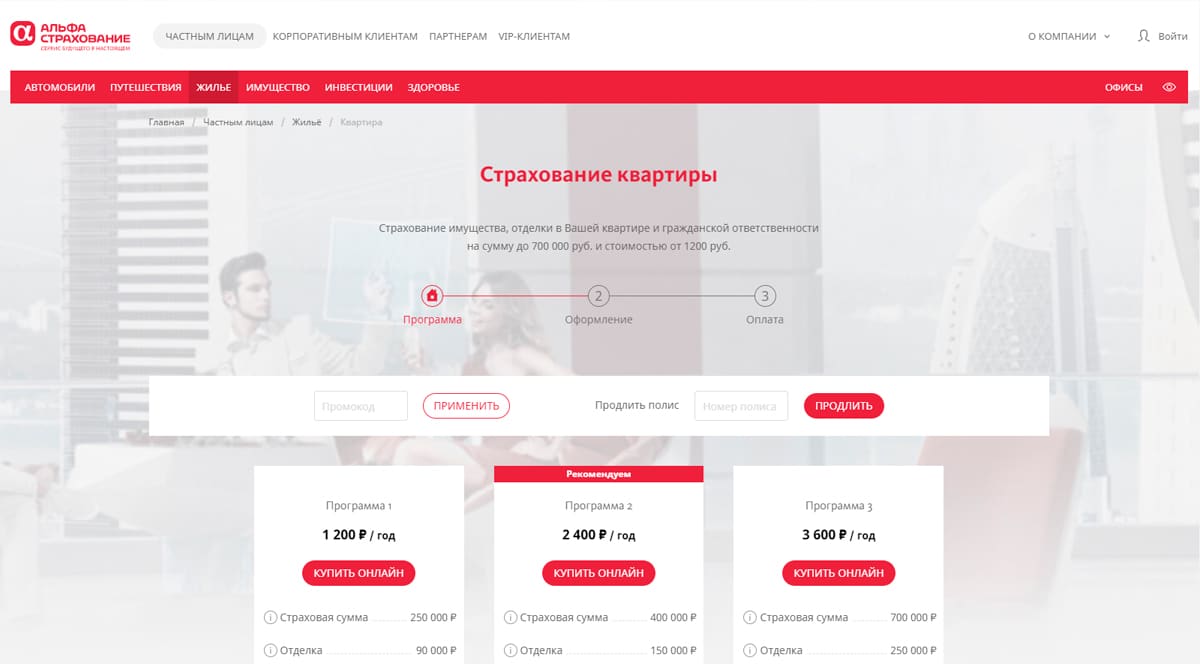 АЛЬФА
СТРАХОВАНИЕ
СЕРВИС БУДУЩЕГО В НАСТОЯЩЕМ
ЧАСТНЫМ ЛИЦАМ КОРПОРАТИВНЫМ КЛИЕНТАМ ПАРТНЕРАМ VIP-КЛИЕНТАМ О КОМПАНИИ Войти
АВТОМОБИЛИ ПУТЕШЕСТВИЯ ЖИЛЬЕ ИМУЩЕСТВО ИНВЕСТИЦИИ ЗДОРОВЬЕ ОФИСЫ
Главная / Частным лицам / Жильё / Квартира
Страхование квартиры
Страхование имущества, отделки в Вашей квартире и гражданской ответственности
на сумму до 700 000 руб. и стоимостью от 1200 руб.
2 3
Программа Оформление Оплата
Промокод ПРИМЕНИТЬ Продлить полис Номер полиса ПРОДЛИТЬ
Рекомендуем
Программа 1 Программа 2 Программа 3
1 200 ₽ / год 2 400 ₽ / год 3 600 ₽ / год
КУПИТЬ ОНЛАЙН КУПИТЬ ОНЛАЙН КУПИТЬ ОНЛАЙН
Страховая сумма 250 000 ₽ Страховая сумма 400 000 ₽ Страховая сумма 700 000 ₽
Отделка 90 000 ₽ Отделка 150 000 ₽ Отделка 250 000 ₽